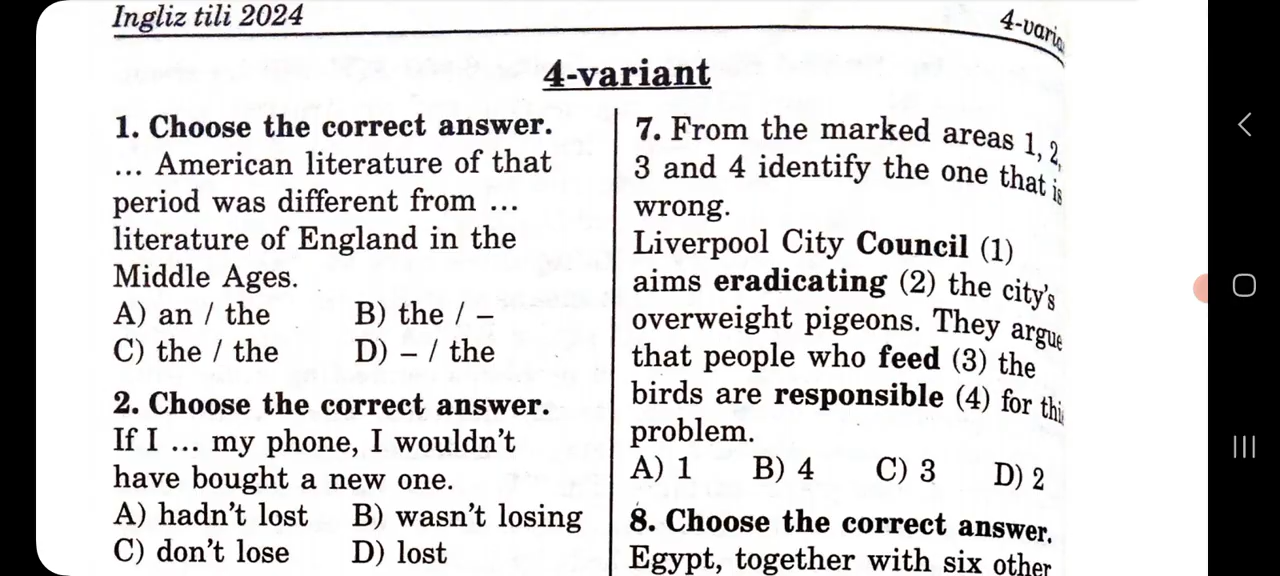 Ingliz tili 2024
4-varia
4-variant
1. Choose the correct answer.
... American literature of that
period was different from ...
literature of England in the
Middle Ages.
A) an / the B) the / –
C) the / the D) – / the
2. Choose the correct answer.
If I ... my phone, I wouldn't
have bought a new one.
A) hadn't lost B) wasn't losing
C) don't lose D) lost
7. From the marked areas 1, 2,
3 and 4 identify the one that is
wrong.
Liverpool City Council (1)
aims eradicating (2) the city's
overweight pigeons. They argue
that people who feed (3) the
birds are responsible (4) for thi
problem.
A) 1 B) 4 C) 3 D) 2
8. Choose the correct answer.
Egypt, together with six other